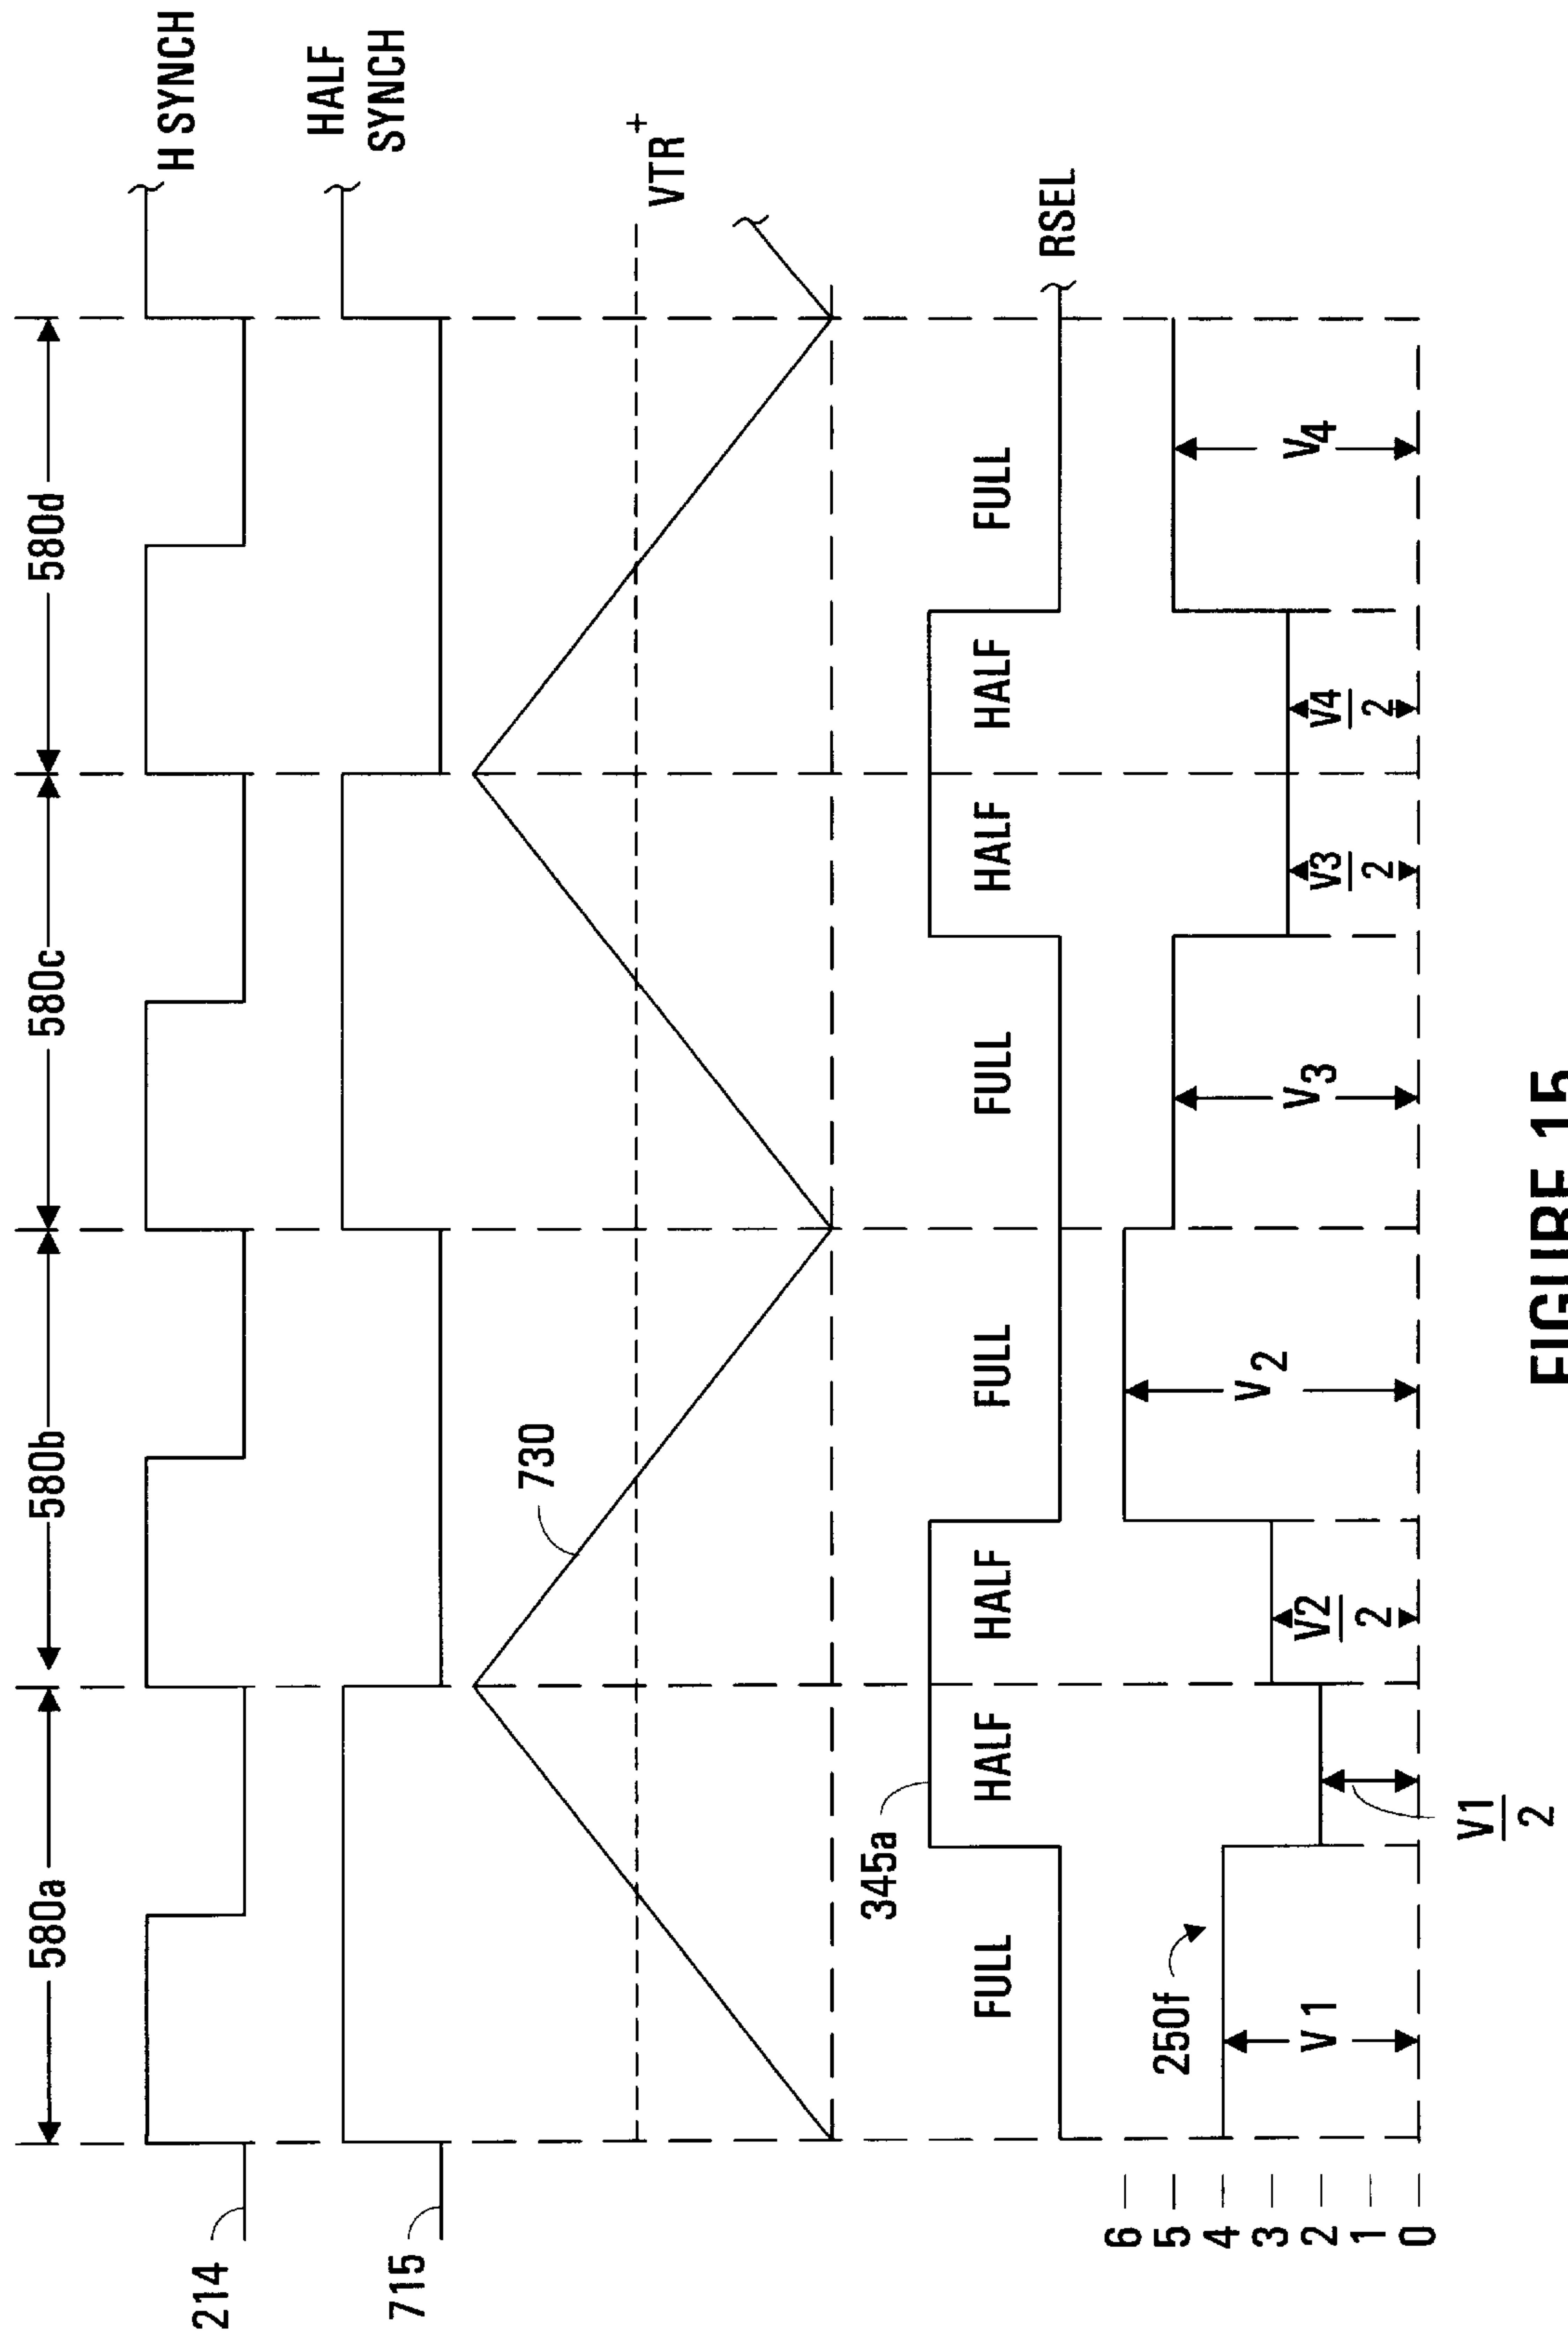 580a
580b
580c
580d
214
H SYNCH
715
HALF
SYNCH
730
VTR
+
345a
FULL
HALF
HALF
FULL
FULL
HALF
HALF
FULL
RSEL
250f
6
5
4
3
2
1
0
V1
V1
2
V2
2
V2
V3
V3
2
V4
2
V4
FIGURE 15